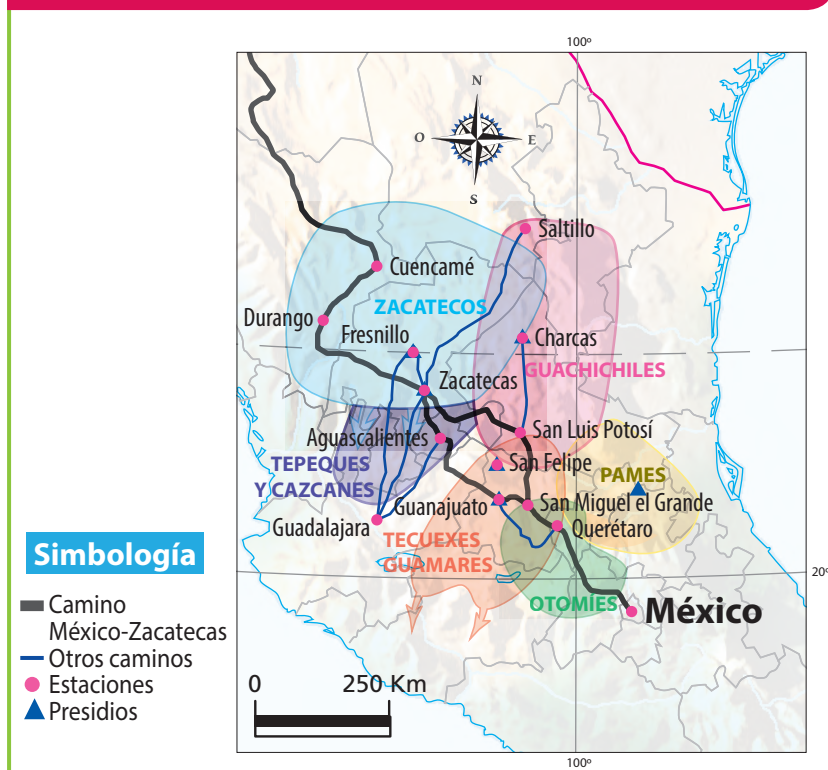 100º
N
O
E
S
Saltillo
Cuencamé
ZACATECOS
Durango
Fresnillo
Charcas
GUACHICHILES
Zacatecas
Aguascalientes
San Luis Potosí
TEPEQUES
Y CAZCANES
San Felipe
PAMES
Guanajuato
San Miguel el Grande
Guadalajara
Querétaro
TECUEXES
GUAMARES
20º
OTOMÍES
México
Simbología
Camino
México-Zacatecas
Otros caminos
Estaciones
Presidios
0
250 Km
100º